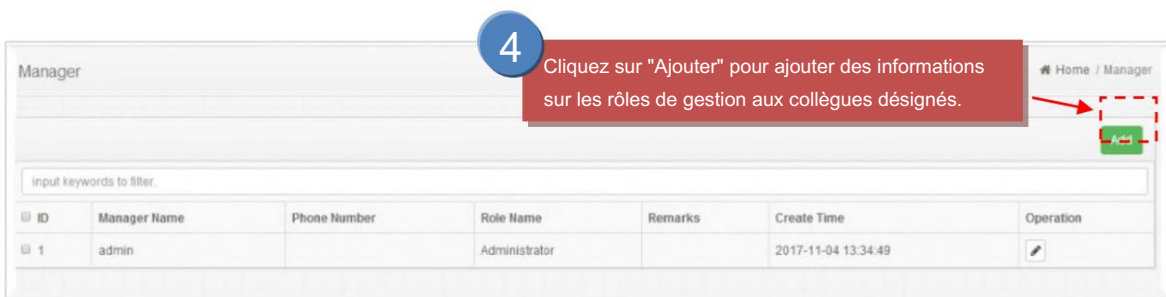 4
Cliquez sur "Ajouter" pour ajouter des informations
sur les rôles de gestion aux collègues désignés.
Manager
Home / Manager
Add
input keywords to filter.
ID Manager Name Phone Number Role Name Remarks Create Time Operation
1 admin Administrator 2017-11-04 13:34:49